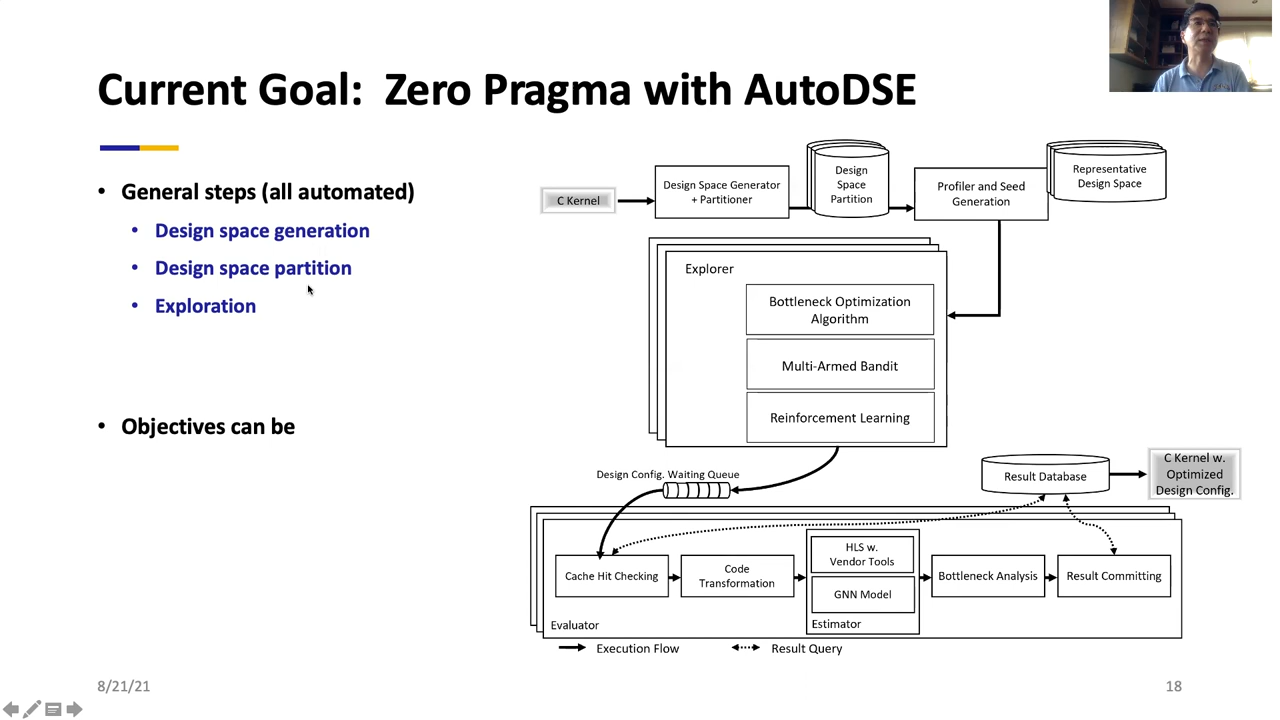 Current Goal: Zero Pragma with AutoDSE
• General steps (all automated)
• Design space generation
• Design space partition
• Exploration
• Objectives can be
C Kernel
Design Space Generator
+ Partitioner
Design
Space
Partition
Profiler and Seed
Generation
Representative
Design Space
Explorer
Bottleneck Optimization
Algorithm
Multi-Armed Bandit
Reinforcement Learning
Design Config. Waiting Queue
Result Database
C Kernel w.
Optimized
Design Config.
Cache Hit Checking
Code
Transformation
HLS w.
Vendor Tools
GNN Model
Estimator
Bottleneck Analysis
Result Committing
Evaluator
Execution Flow
Result Query
8/21/21
18